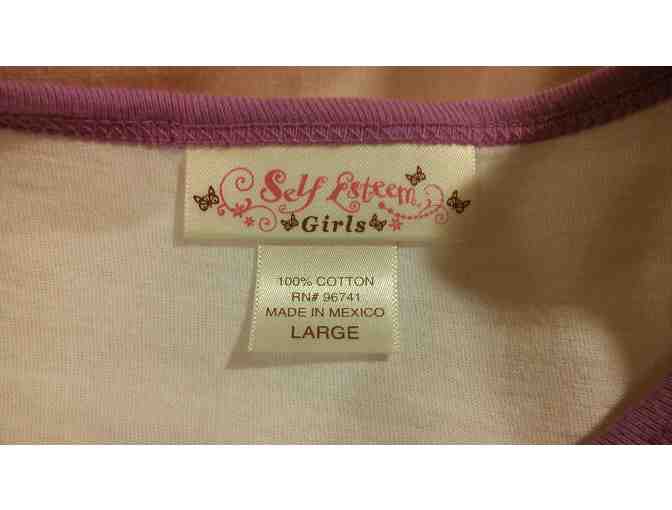 Self Esteem
Girls
100% COTTON
RN# 96741
MADE IN MEXICO
LARGE